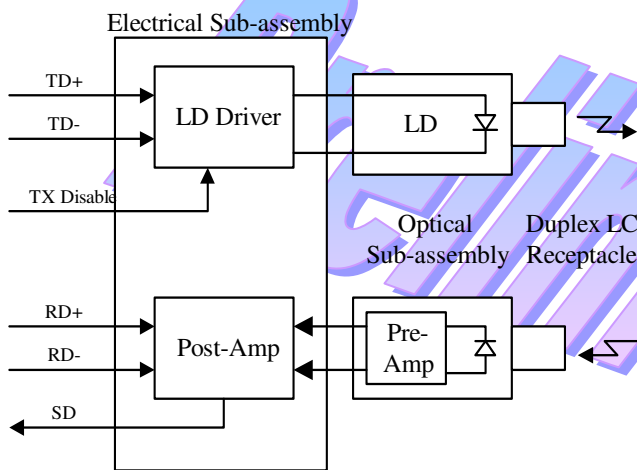 Electrical Sub-assembly
TD+
LD Driver
LD
TD-
TX Disable
Optical
Sub-assembly
Duplex LC
Receptacle
RD+
Post-Amp
Pre-
Amp
RD-
SD